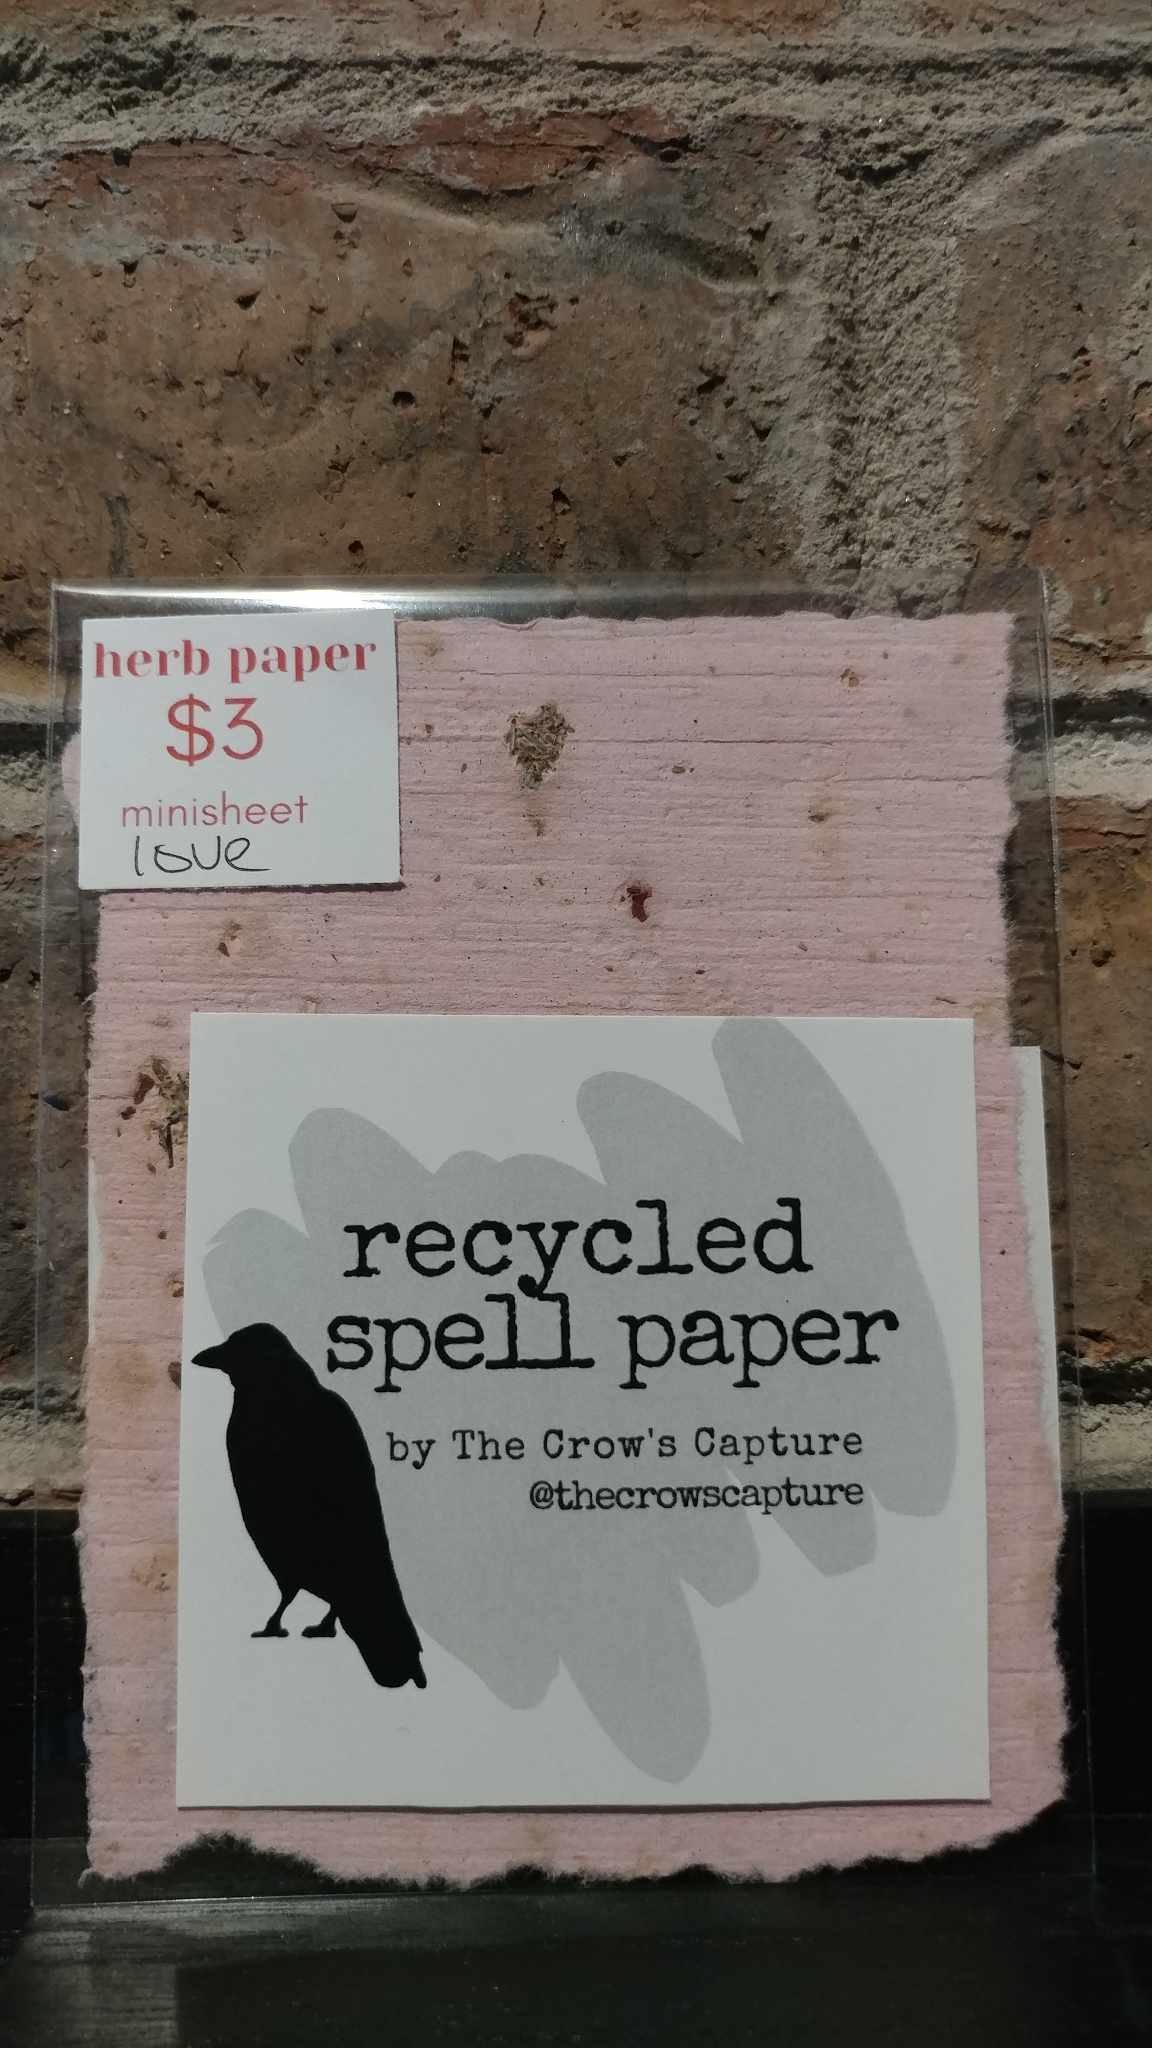 herb paper
$3
minisheet
love
recycled
spell paper
by The Crow's Capture
@thecrowscapture